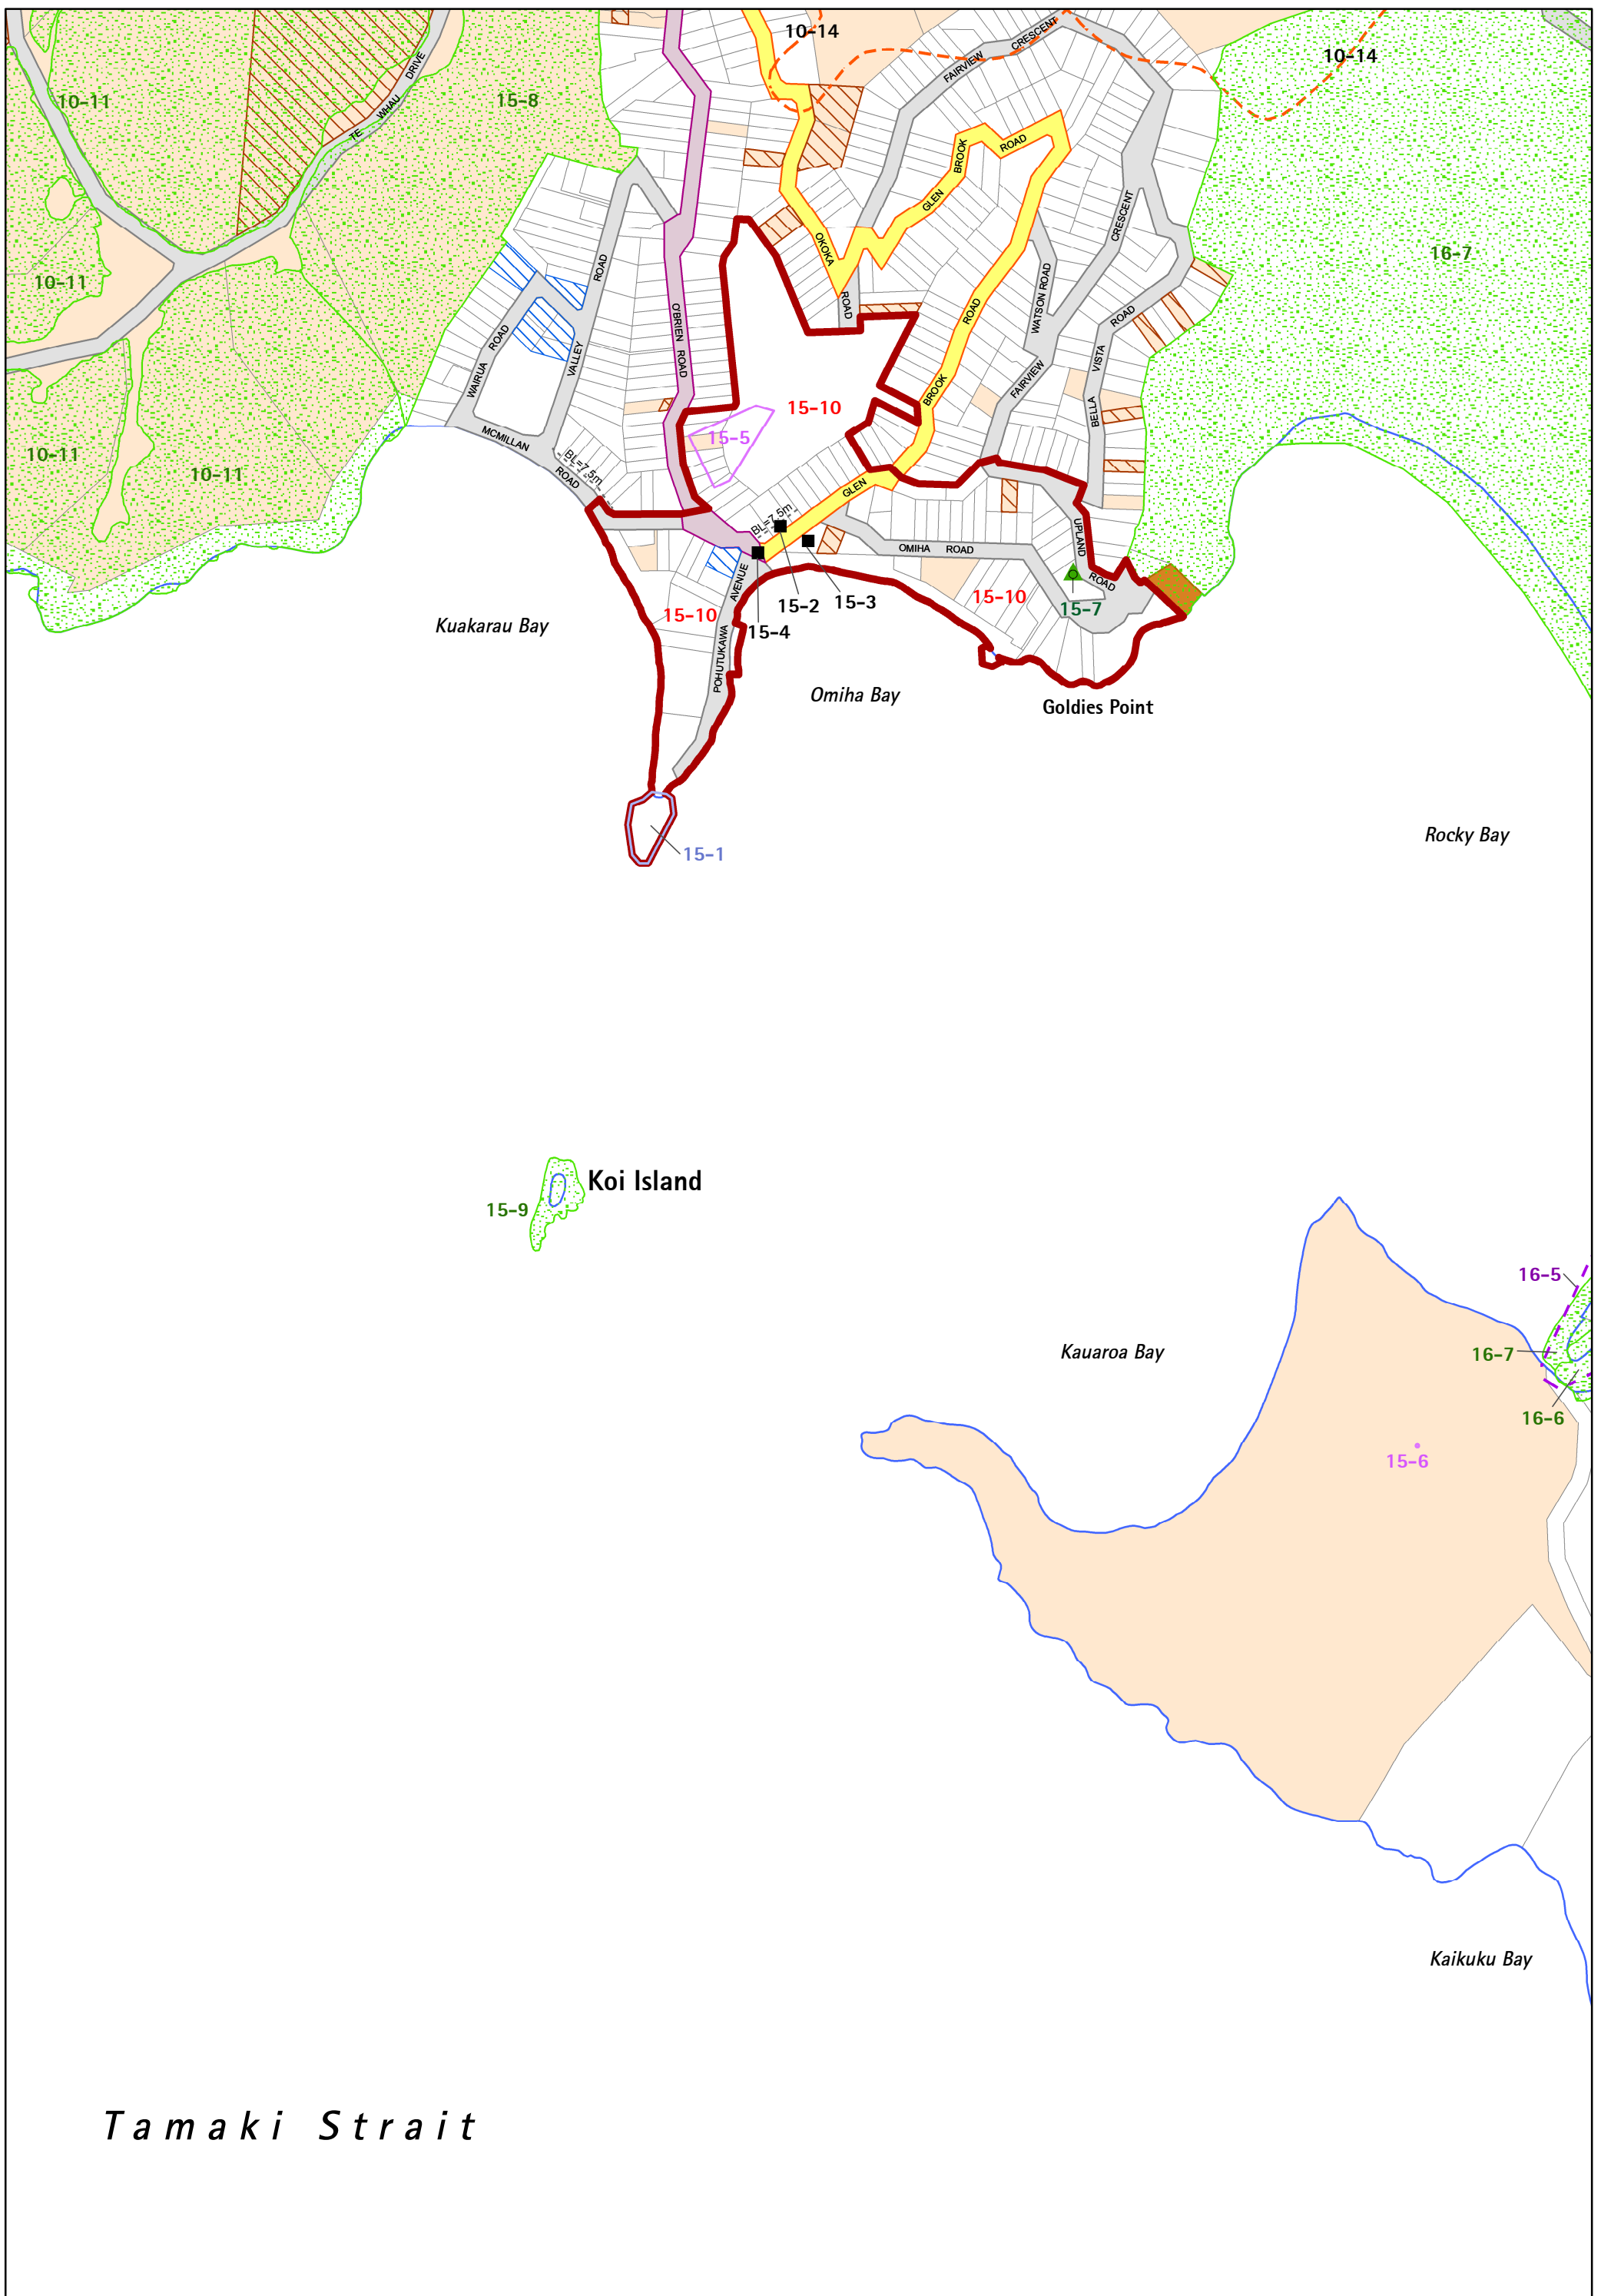 10-14
10-14
FAIRVIEW CRESCENT
10-11
15-8
TE WHAU DRIVE
GLEN BROOK ROAD
16-7
OKOKA ROAD
CRESCENT
10-11
VALLEY ROAD
O'BRIEN ROAD
WATSON ROAD
WAIRUA ROAD
BROOK ROAD
FAIRVIEW
BELLA VISTA ROAD
15-10
15-5
MCMILLAN ROAD
BL=7.5m
10-11
10-11
GLEN
BL=7.5m
UPLAND ROAD
OMIHA ROAD
POHUTUKAWA AVENUE
15-10
15-2
15-3
15-4
15-10
15-7
Kuakarau Bay
Omiha Bay
Goldies Point
15-1
Rocky Bay
Koi Island
15-9
16-5
Kauaroa Bay
16-7
16-6
15-6
Kaikuku Bay
Tamaki Strait